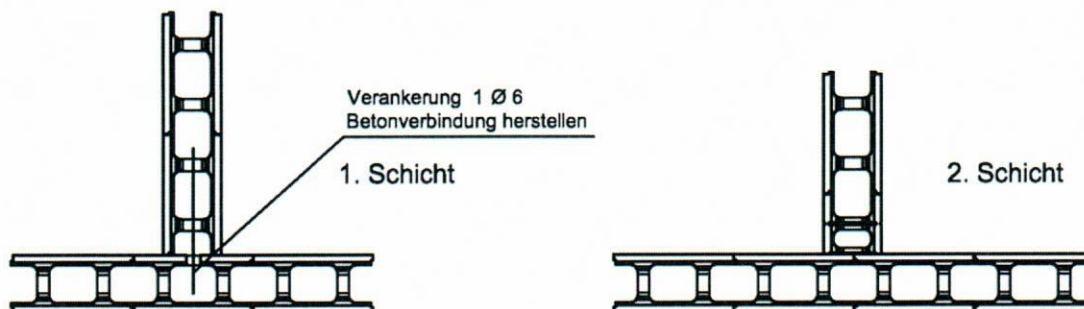 Verankerung 1 Ø 6
Betonverbindung herstellen
1. Schicht
2. Schicht